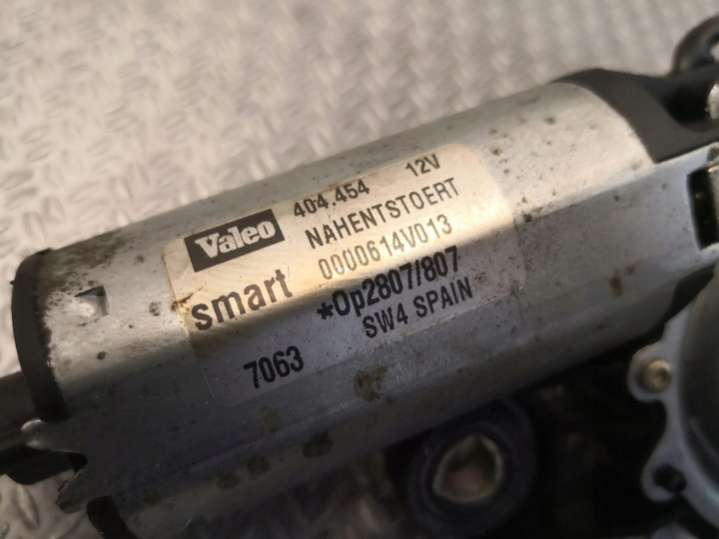 Valeo 404.454 12V
NAHENTSTOERT
smart 0000614V013
*Op2807/807
7063 SW4 SPAIN